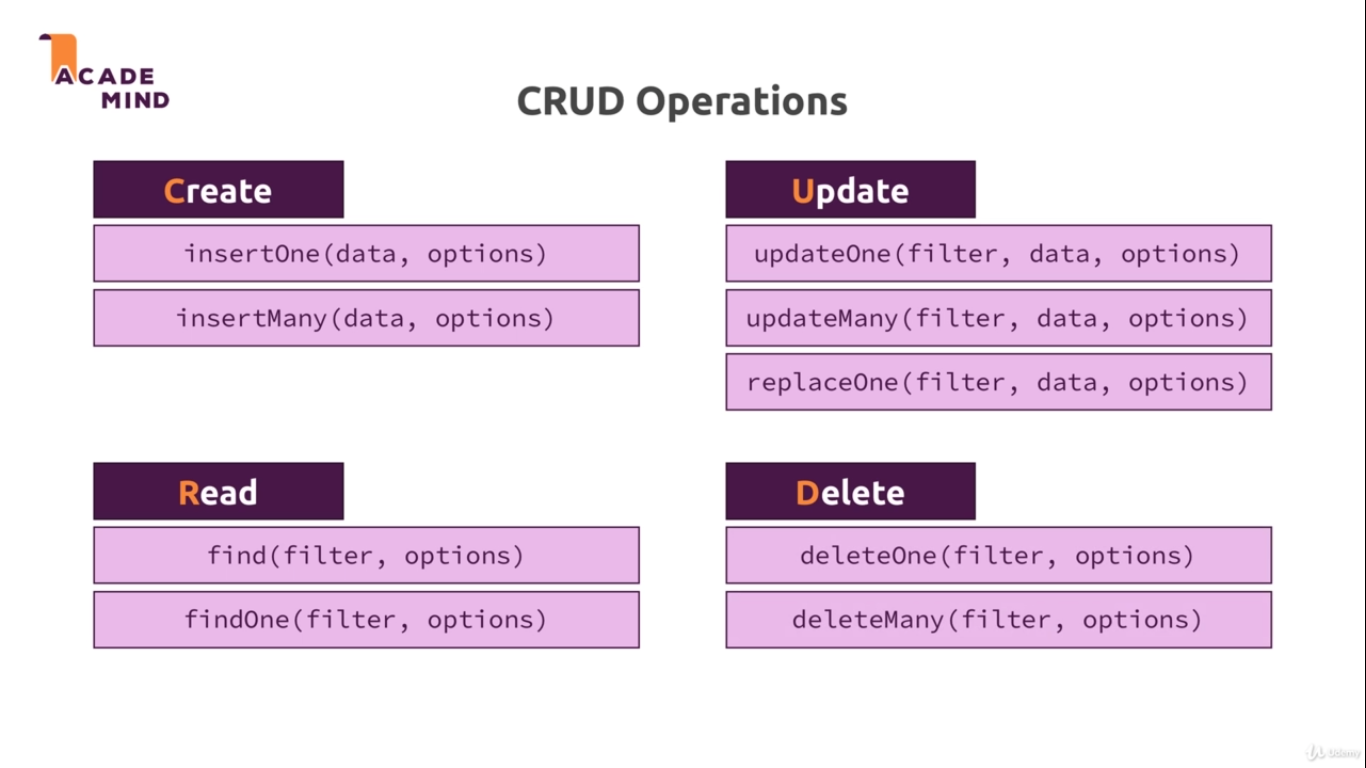 ACADE
MIND
CRUD Operations
Create
insertOne(data, options)
insertMany(data, options)
Update
updateOne(filter, data, options)
updateMany(filter, data, options)
replaceOne(filter, data, options)
Read
find(filter, options)
findOne(filter, options)
Delete
deleteOne(filter, options)
deleteMany(filter, options)
Udemy